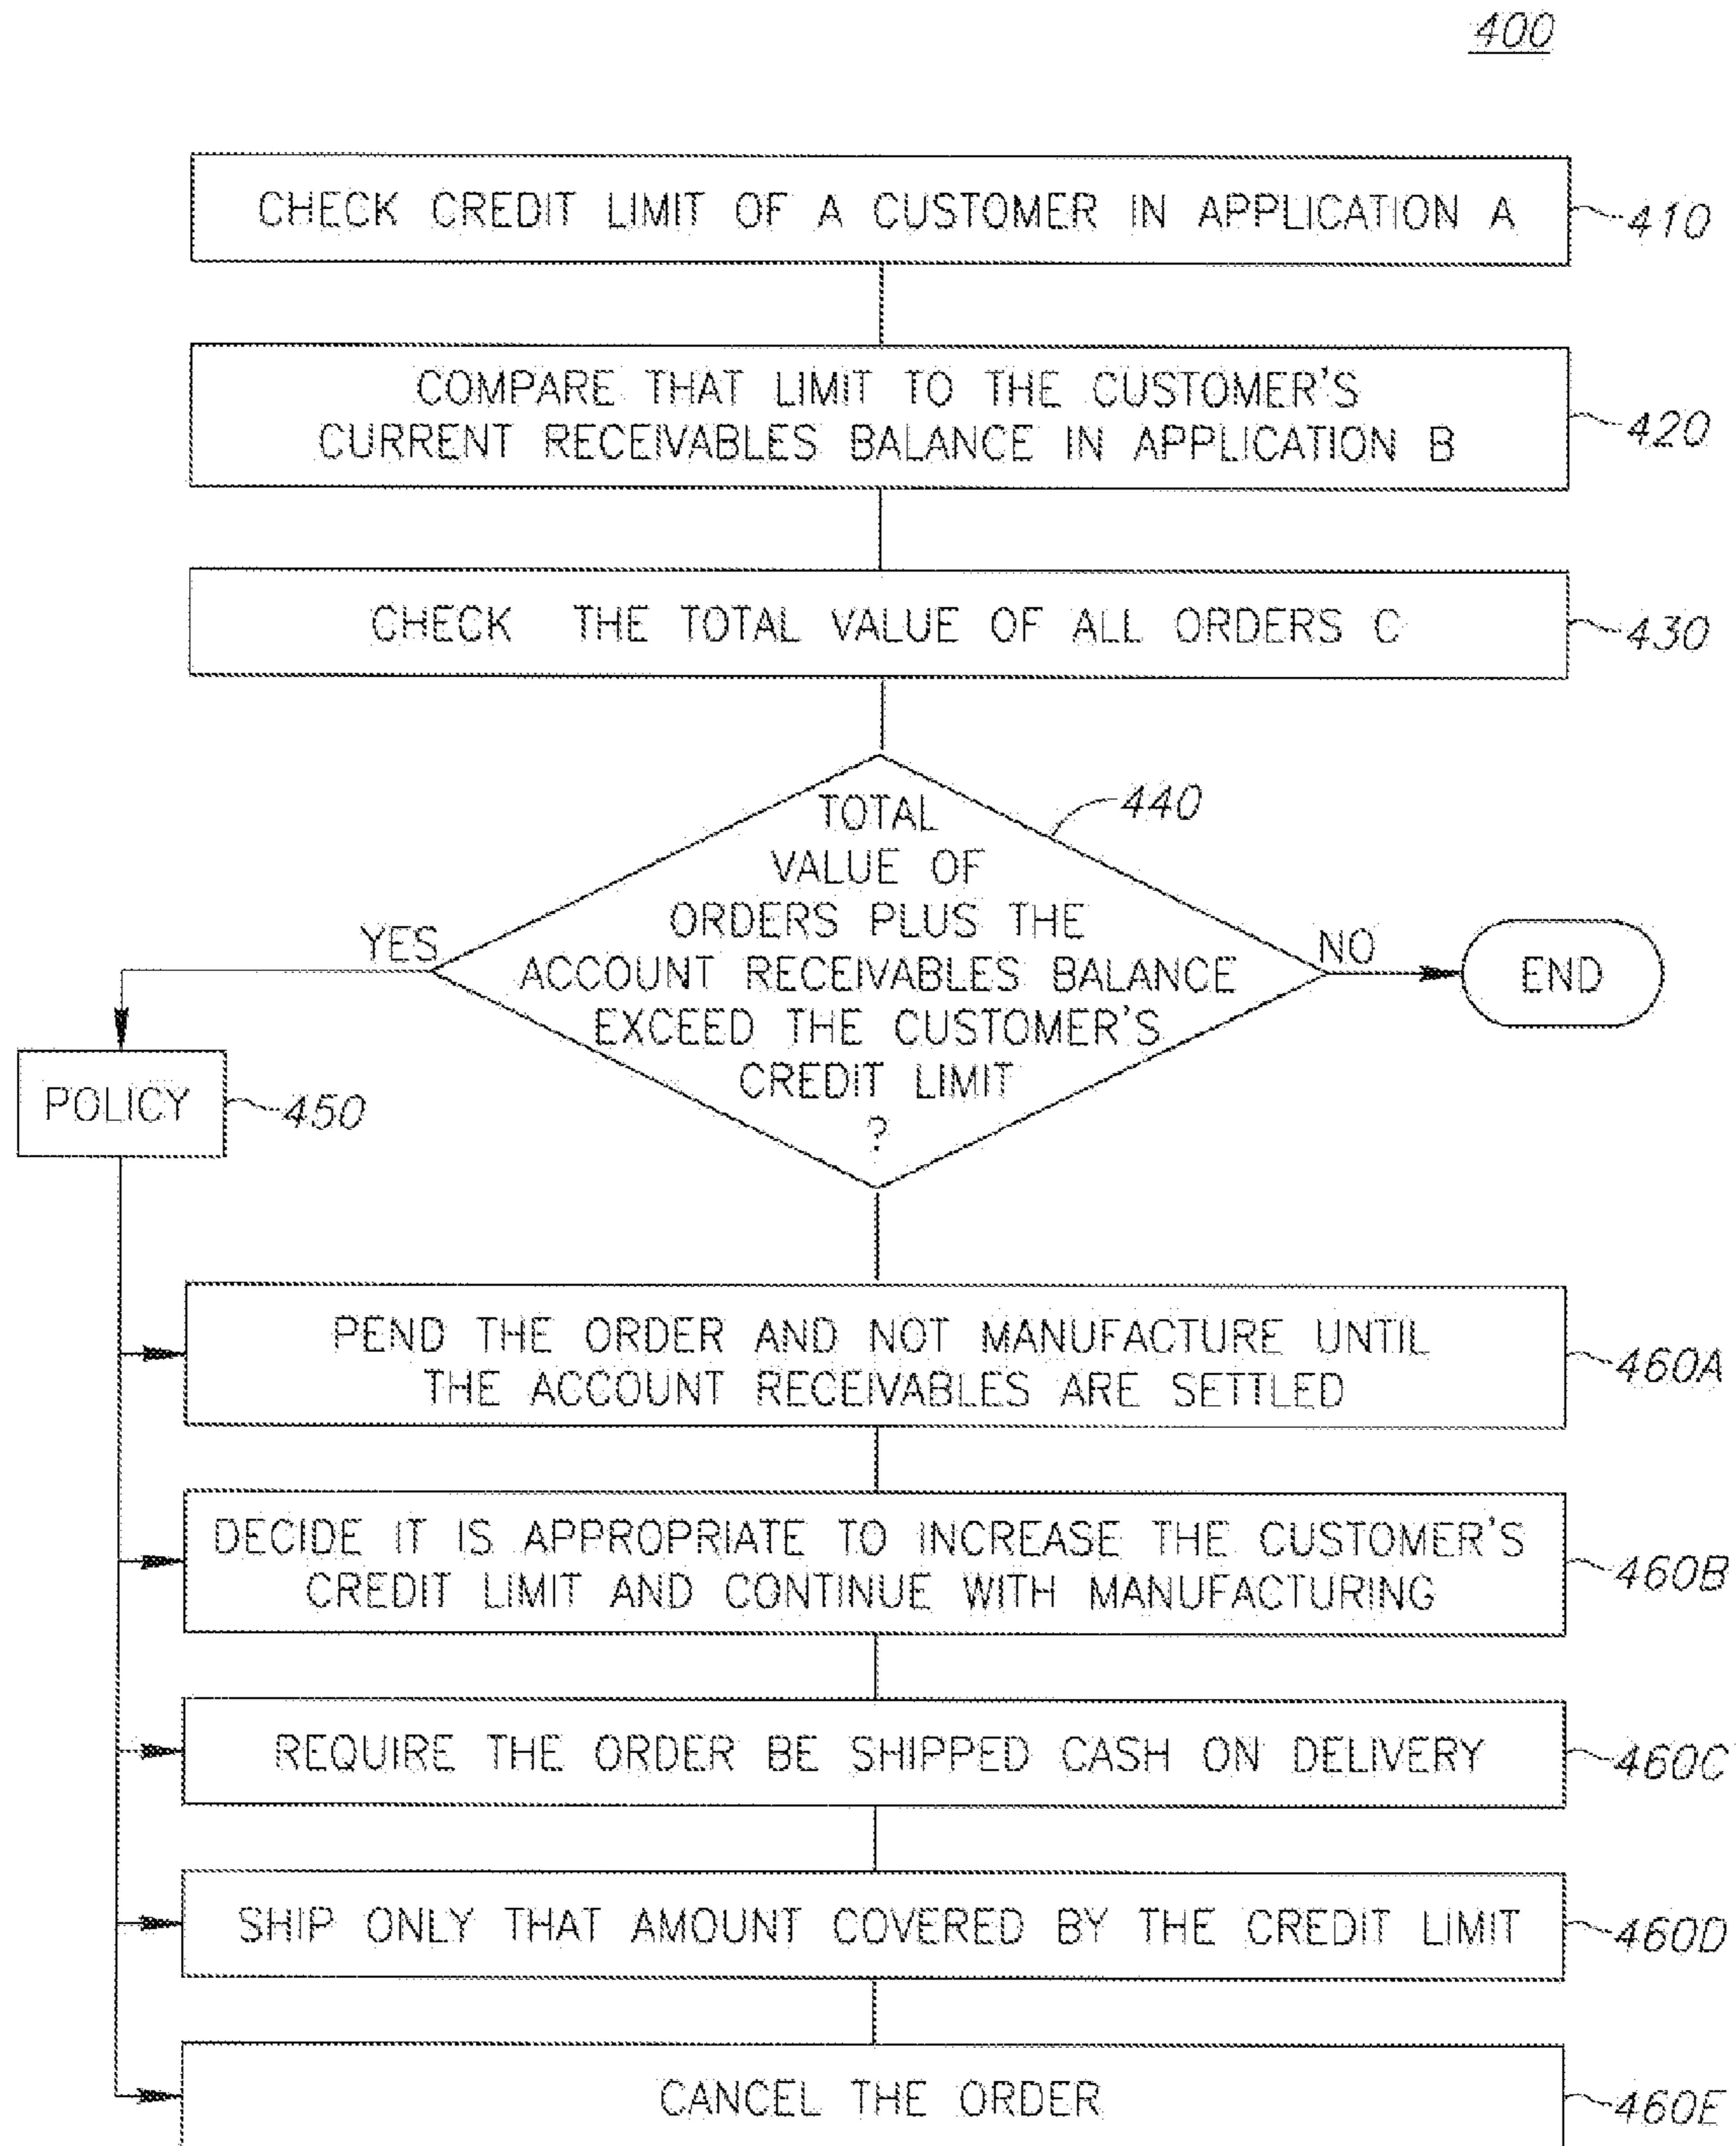 400
CHECK CREDIT LIMIT OF A CUSTOMER IN APPLICATION A
410
COMPARE THAT LIMIT TO THE CUSTOMER'S
CURRENT RECEIVABLES BALANCE IN APPLICATION B
420
CHECK THE TOTAL VALUE OF ALL ORDERS C
430
TOTAL
VALUE OF
ORDERS PLUS THE
ACCOUNT RECEIVABLES BALANCE
EXCEED THE CUSTOMER'S
CREDIT LIMIT
?
440
YES
NO
END
POLICY
450
PEND THE ORDER AND NOT MANUFACTURE UNTIL
THE ACCOUNT RECEIVABLES ARE SETTLED
460A
DECIDE IT IS APPROPRIATE TO INCREASE THE CUSTOMER'S
CREDIT LIMIT AND CONTINUE WITH MANUFACTURING
460B
REQUIRE THE ORDER BE SHIPPED CASH ON DELIVERY
460C
SHIP ONLY THAT AMOUNT COVERED BY THE CREDIT LIMIT
460D
CANCEL THE ORDER
460E